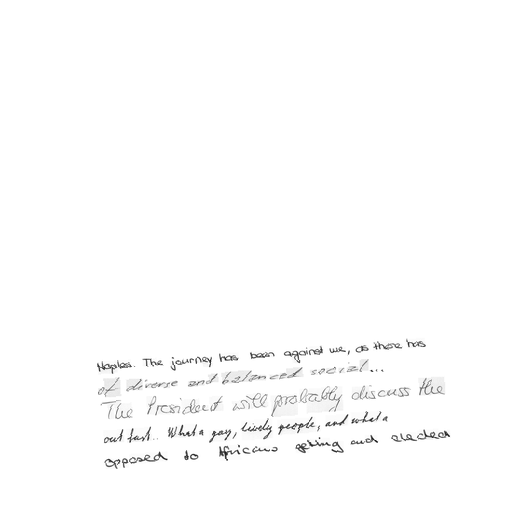 Naples. The journey has been against we, as there has
of diverse and balanced social...
The President will probably discuss the
out fast.. What a gay, lively people, and what a
opposed to Africans getting and elected